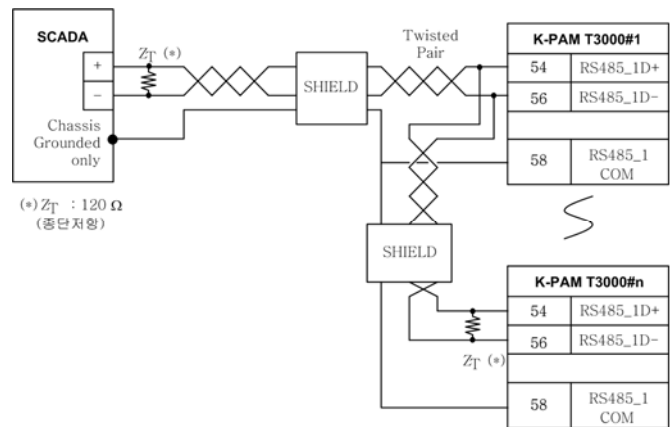 SCADA
+
−
Chassis
Grounded
only
(*) ZT : 120 Ω
(종단저항)
ZT (*)
SHIELD
Twisted
Pair
K-PAM T3000#1
54 RS485_1D+
56 RS485_1D-
58 RS485_1
COM
SHIELD
ZT (*)
K-PAM T3000#n
54 RS485_1D+
56 RS485_1D-
58 RS485_1
COM